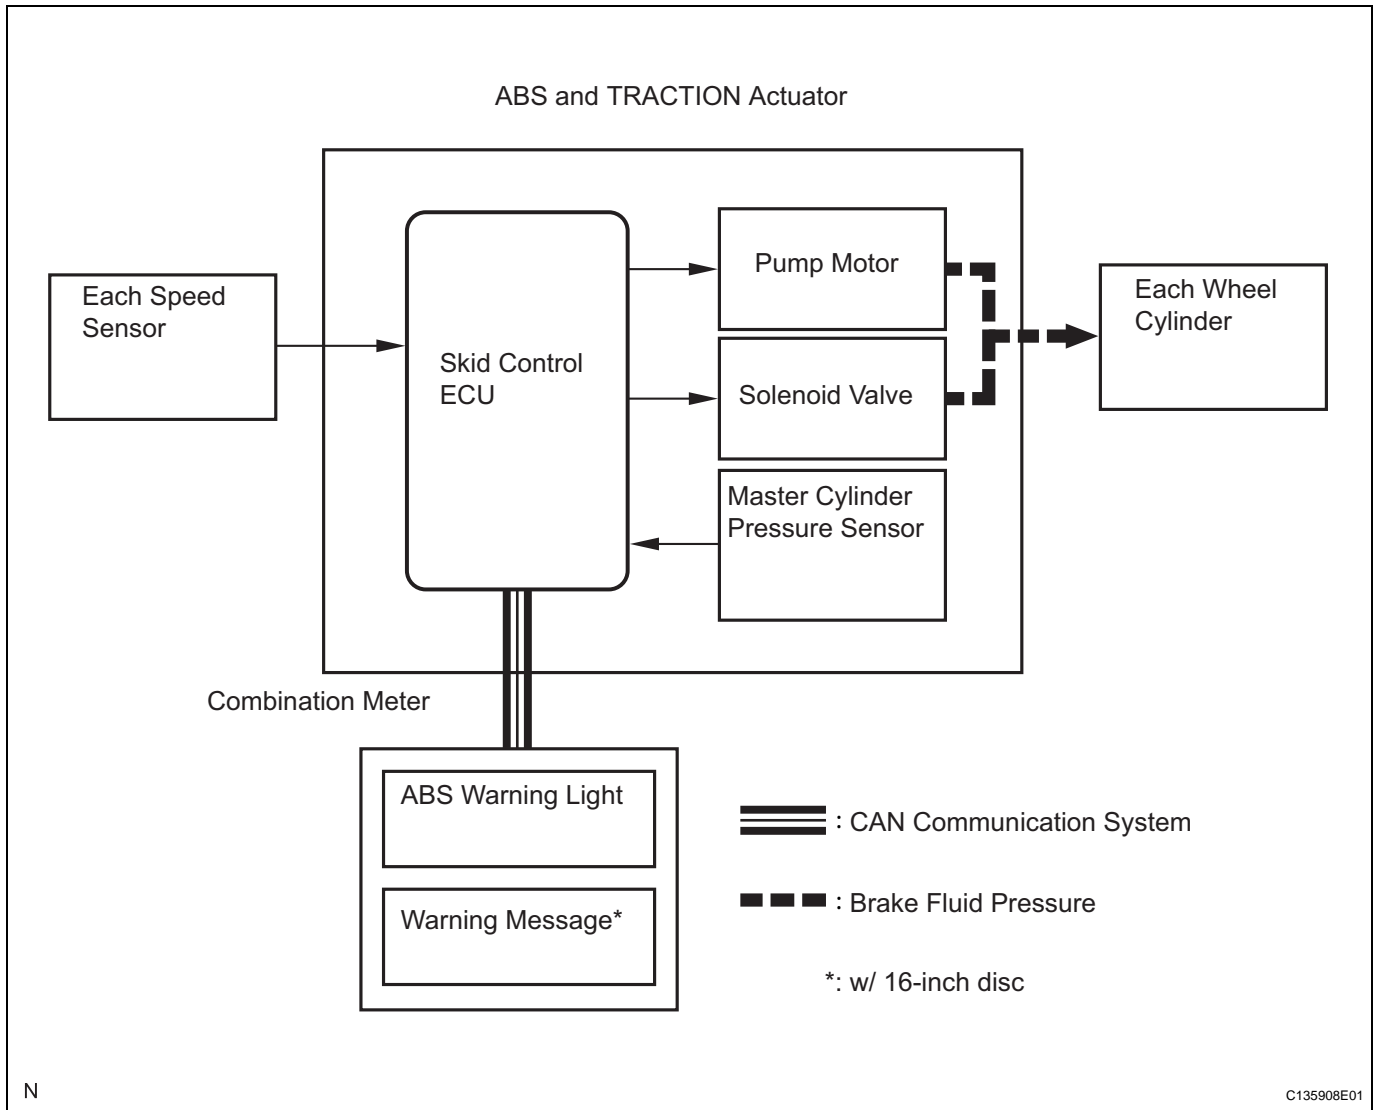 ABS and TRACTION Actuator
Each Speed
Sensor
Skid Control
ECU
Pump Motor
Solenoid Valve
Master Cylinder
Pressure Sensor
Each Wheel
Cylinder
Combination Meter
ABS Warning Light
Warning Message*
: CAN Communication System
: Brake Fluid Pressure
*: w/ 16-inch disc
N
C135908E01